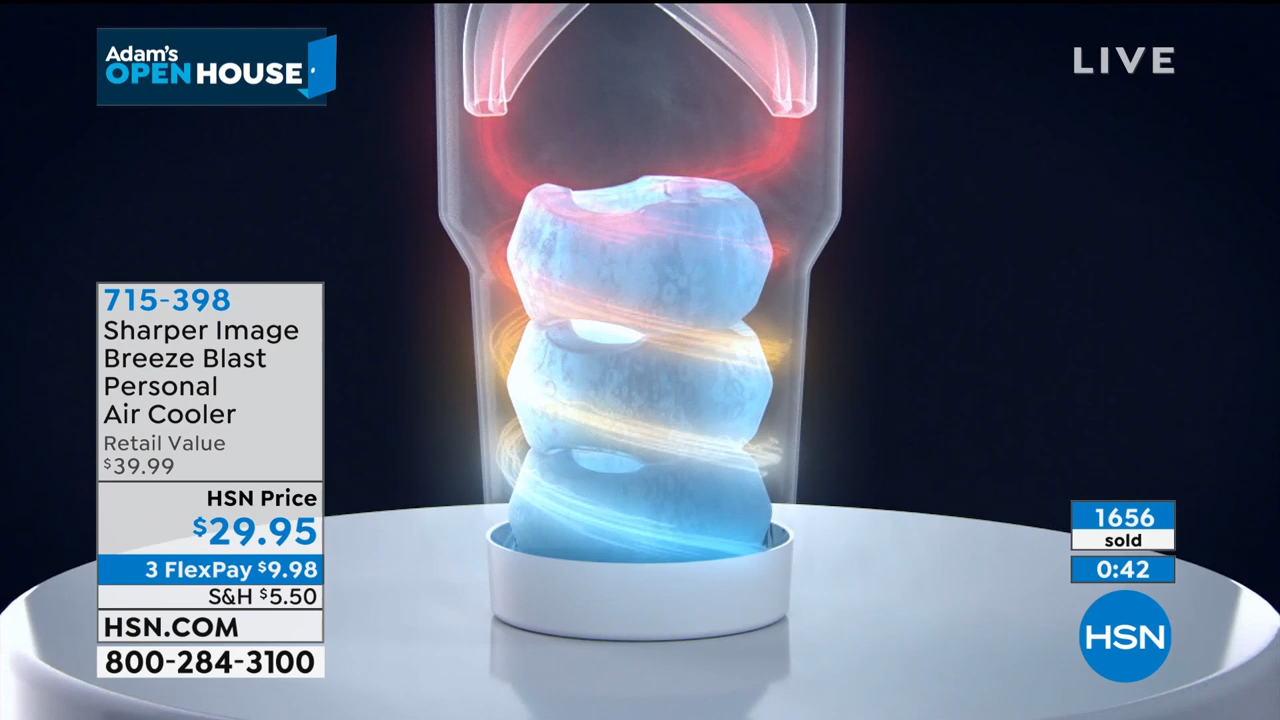 Adam's
OPEN HOUSE
LIVE
715-398
Sharper Image
Breeze Blast
Personal
Air Cooler
Retail Value
$39.99
HSN Price
$29.95
3 FlexPay $9.98
S&H $5.50
HSN.COM
800-284-3100
1656
sold
0:42
HSN